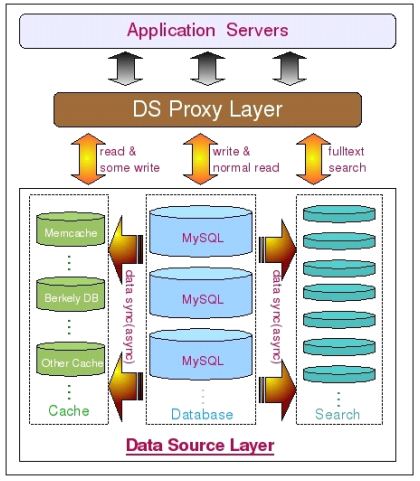 Application Servers
DS Proxy Layer
read &
some write
write &
normal read
fulltext
search
Memcache
Berkely DB
Other Cache
Cache
data sync(async)
MySQL
MySQL
MySQL
Database
data sync(async)
Search
Data Source Layer